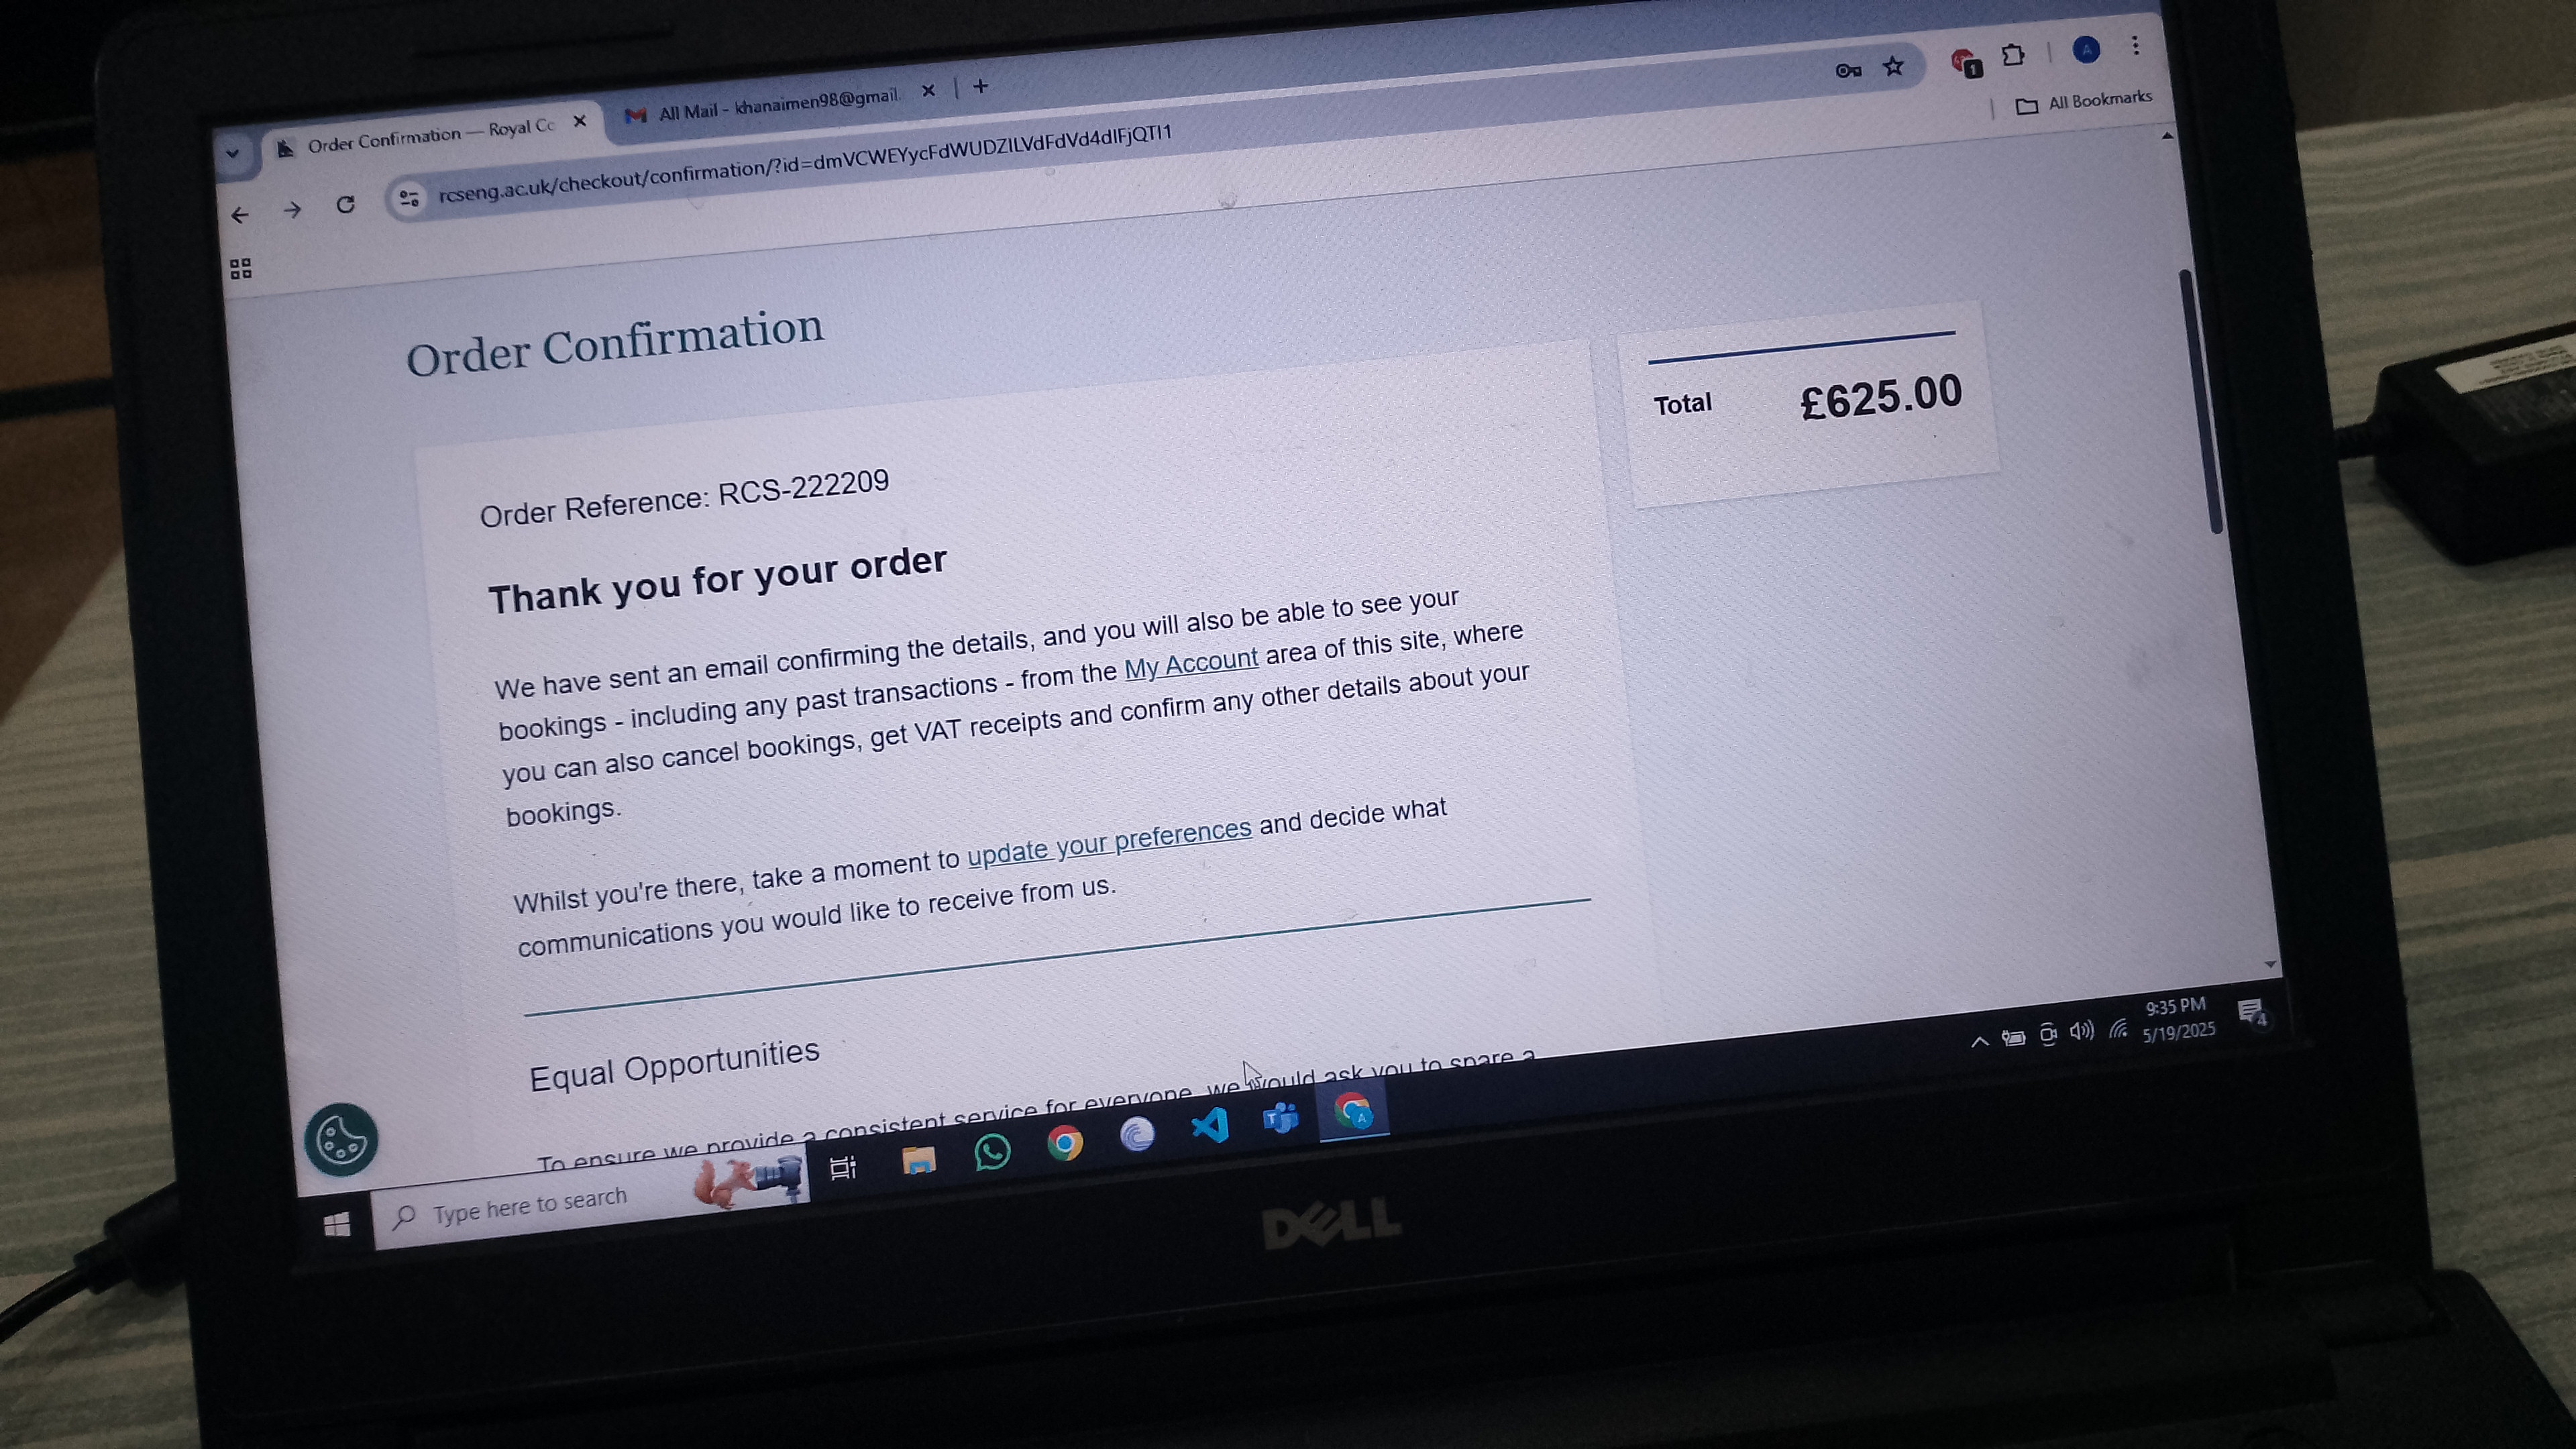 Order Confirmation — Royal Cc
All Mail - khanaimen98@gmail.
rcseng.ac.uk/checkout/confirmation/?id=dmVCWEYycFdWUDZILVdFdVd4dlFjQTl1
1
A
All Bookmarks
Order Confirmation
Total £625.00
Order Reference: RCS-222209
Thank you for your order
We have sent an email confirming the details, and you will also be able to see your
bookings - including any past transactions - from the My Account area of this site, where
you can also cancel bookings, get VAT receipts and confirm any other details about your
bookings.
Whilst you're there, take a moment to update your preferences and decide what
communications you would like to receive from us.
Equal Opportunities
To ensure we provide a consistent service for everyone, we would ask you to spare a
Type here to search
9:35 PM
5/19/2025
4
DELL